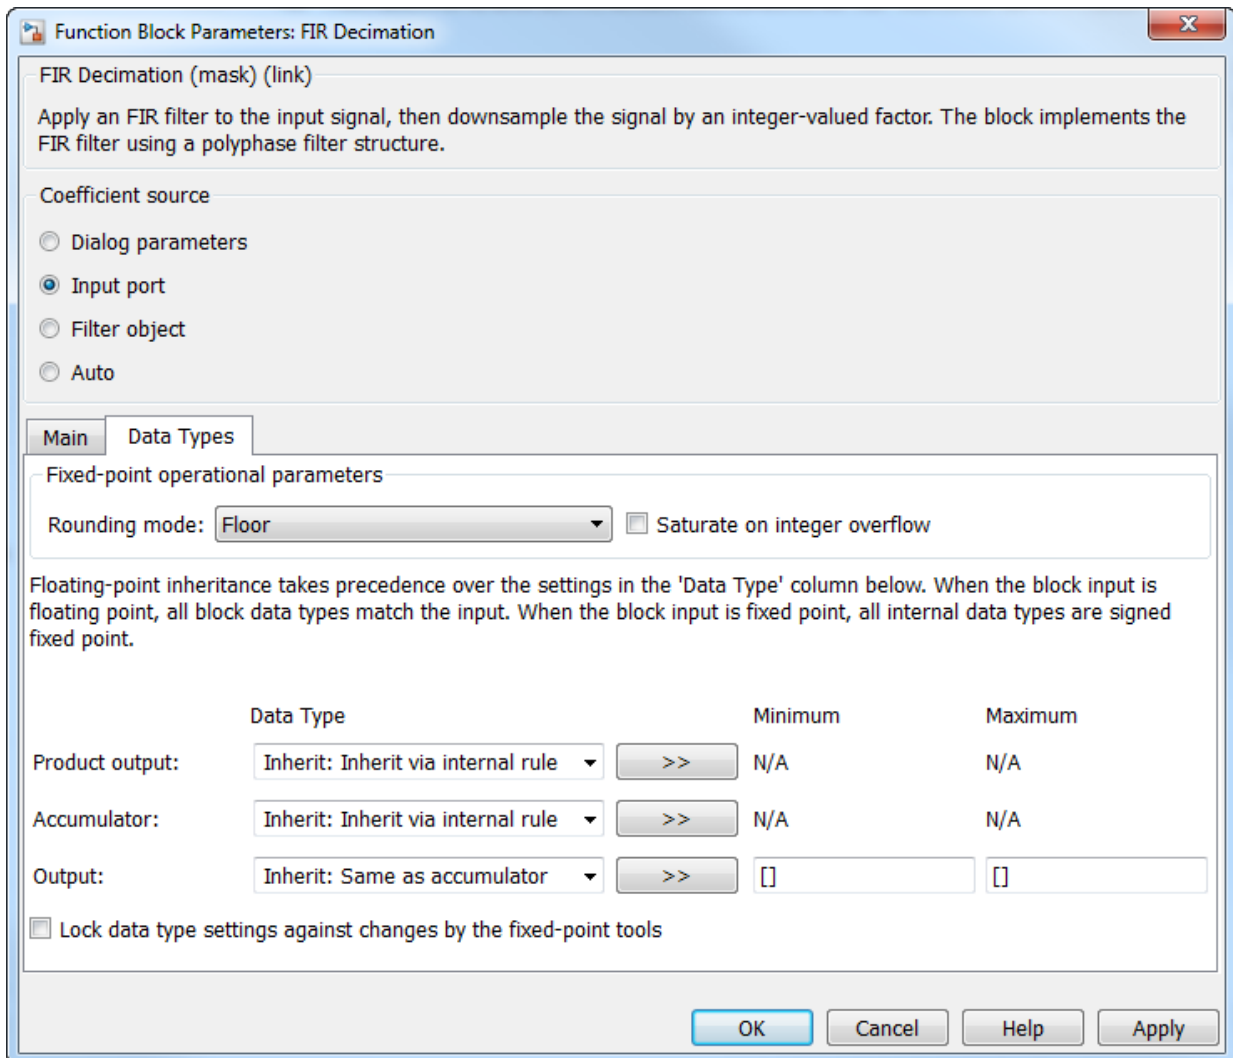 Function Block Parameters: FIR Decimation
X
FIR Decimation (mask) (link)
Apply an FIR filter to the input signal, then downsample the signal by an integer-valued factor. The block implements the
FIR filter using a polyphase filter structure.
Coefficient source
Dialog parameters
Input port
Filter object
Auto
Main Data Types
Fixed-point operational parameters
Rounding mode: Floor Saturate on integer overflow
Floating-point inheritance takes precedence over the settings in the 'Data Type' column below. When the block input is
floating point, all block data types match the input. When the block input is fixed point, all internal data types are signed
fixed point.
Data Type Minimum Maximum
Product output: Inherit: Inherit via internal rule >> N/A N/A
Accumulator: Inherit: Inherit via internal rule >> N/A N/A
Output: Inherit: Same as accumulator >> [] []
Lock data type settings against changes by the fixed-point tools
OK Cancel Help Apply